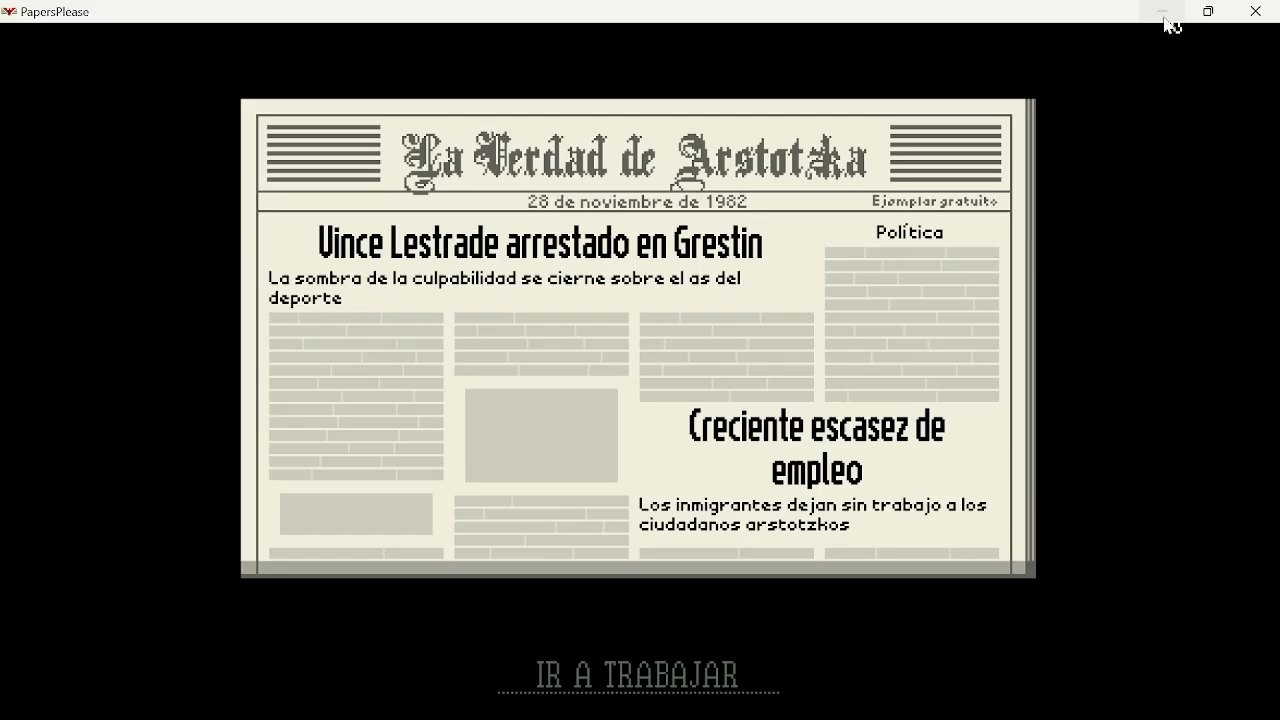 PapersPlease
La Verdad de Arstotzka
28 de noviembre de 1982
Ejemplar gratuito
Vince Lestrade arrestado en Grestin
La sombra de la culpabilidad se cierne sobre el as del
deporte
Política
Creciente escasez de
empleo
Los inmigrantes dejan sin trabajo a los
ciudadanos arstotzkos
IR A TRABAJAR